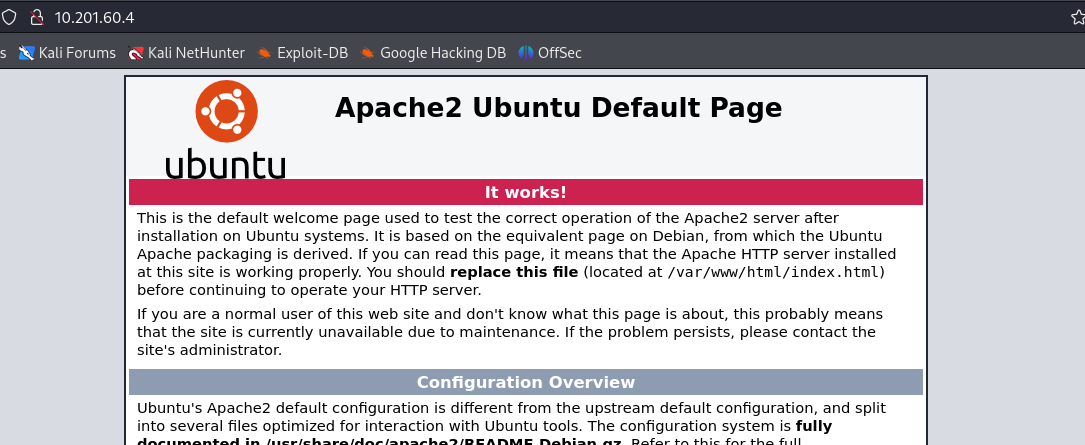 10.201.60.4
s Kali Forums Kali NetHunter Exploit-DB Google Hacking DB OffSec
Apache2 Ubuntu Default Page
ubuntu
It works!
This is the default welcome page used to test the correct operation of the Apache2 server after
installation on Ubuntu systems. It is based on the equivalent page on Debian, from which the Ubuntu
Apache packaging is derived. If you can read this page, it means that the Apache HTTP server installed
at this site is working properly. You should replace this file (located at /var/www/html/index.html)
before continuing to operate your HTTP server.
If you are a normal user of this web site and don't know what this page is about, this probably means
that the site is currently unavailable due to maintenance. If the problem persists, please contact the
site's administrator.
Configuration Overview
Ubuntu's Apache2 default configuration is different from the upstream default configuration, and split
into several files optimized for interaction with Ubuntu tools. The configuration system is fully
documented in /usr/share/doc/apache2/README.Debian.gz. Refer to this for the full